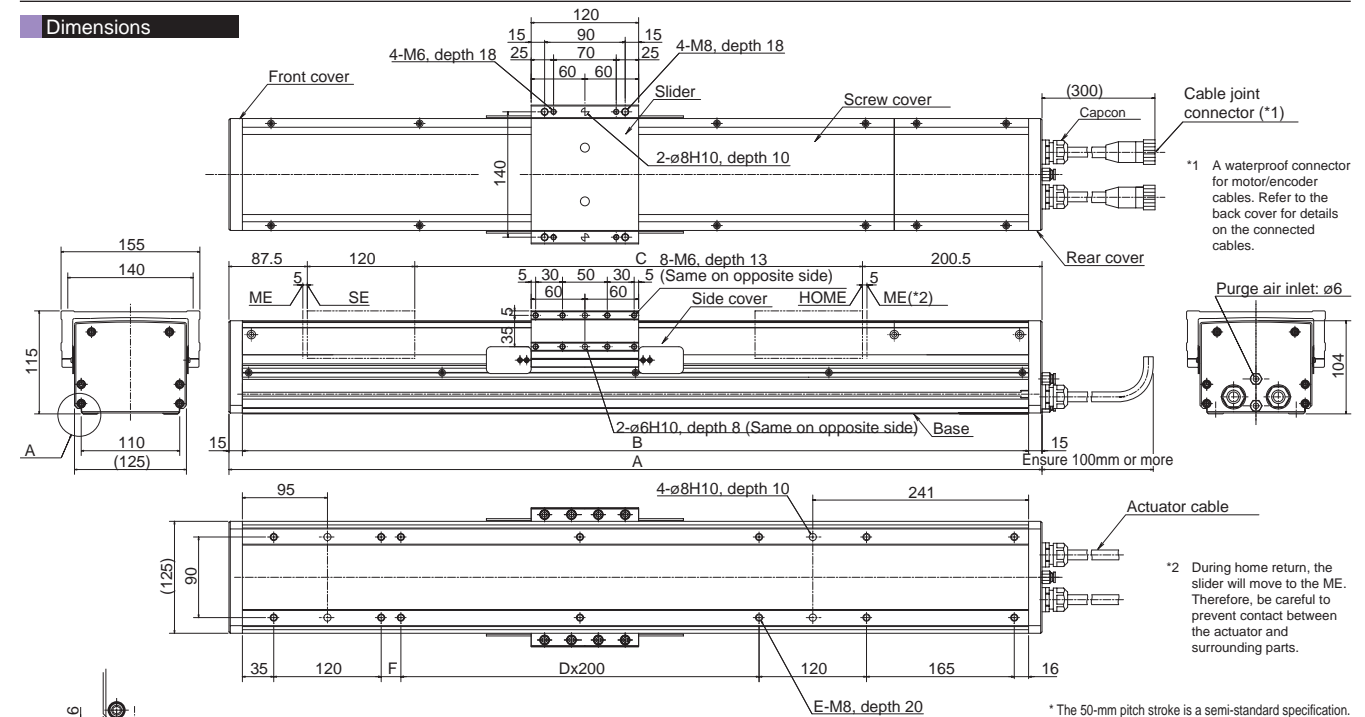 Dimensions
120
15 90 15
4-M6, depth 18
25 70 25
4-M8, depth 18
60 60
Front cover
Slider
Screw cover
(300)
Capcon
Cable joint
connector (*1)
2-ø8H10, depth 10
140
*1 A waterproof connector
for motor/encoder
cables. Refer to the
back cover for details
on the connected
cables.
Rear cover
155
140
87.5 120 C 200.5
8-M6, depth 13
(Same on opposite side)
5 30 50 30 5
60 60
5 ME SE
Side cover
HOME 5 ME(*2)
Purge air inlet: ø6
5
35
115
104
2-ø6H10, depth 8 (Same on opposite side)
Base
A
110
(125)
15 B 15
A
Ensure 100mm or more
95
4-ø8H10, depth 10
241
Actuator cable
(125)
90
*2 During home return, the
slider will move to the ME.
Therefore, be careful to
prevent contact between
the actuator and
surrounding parts.
35 120 F Dx200 120 165 16
E-M8, depth 20
6
* The 50-mm pitch stroke is a semi-standard specification.